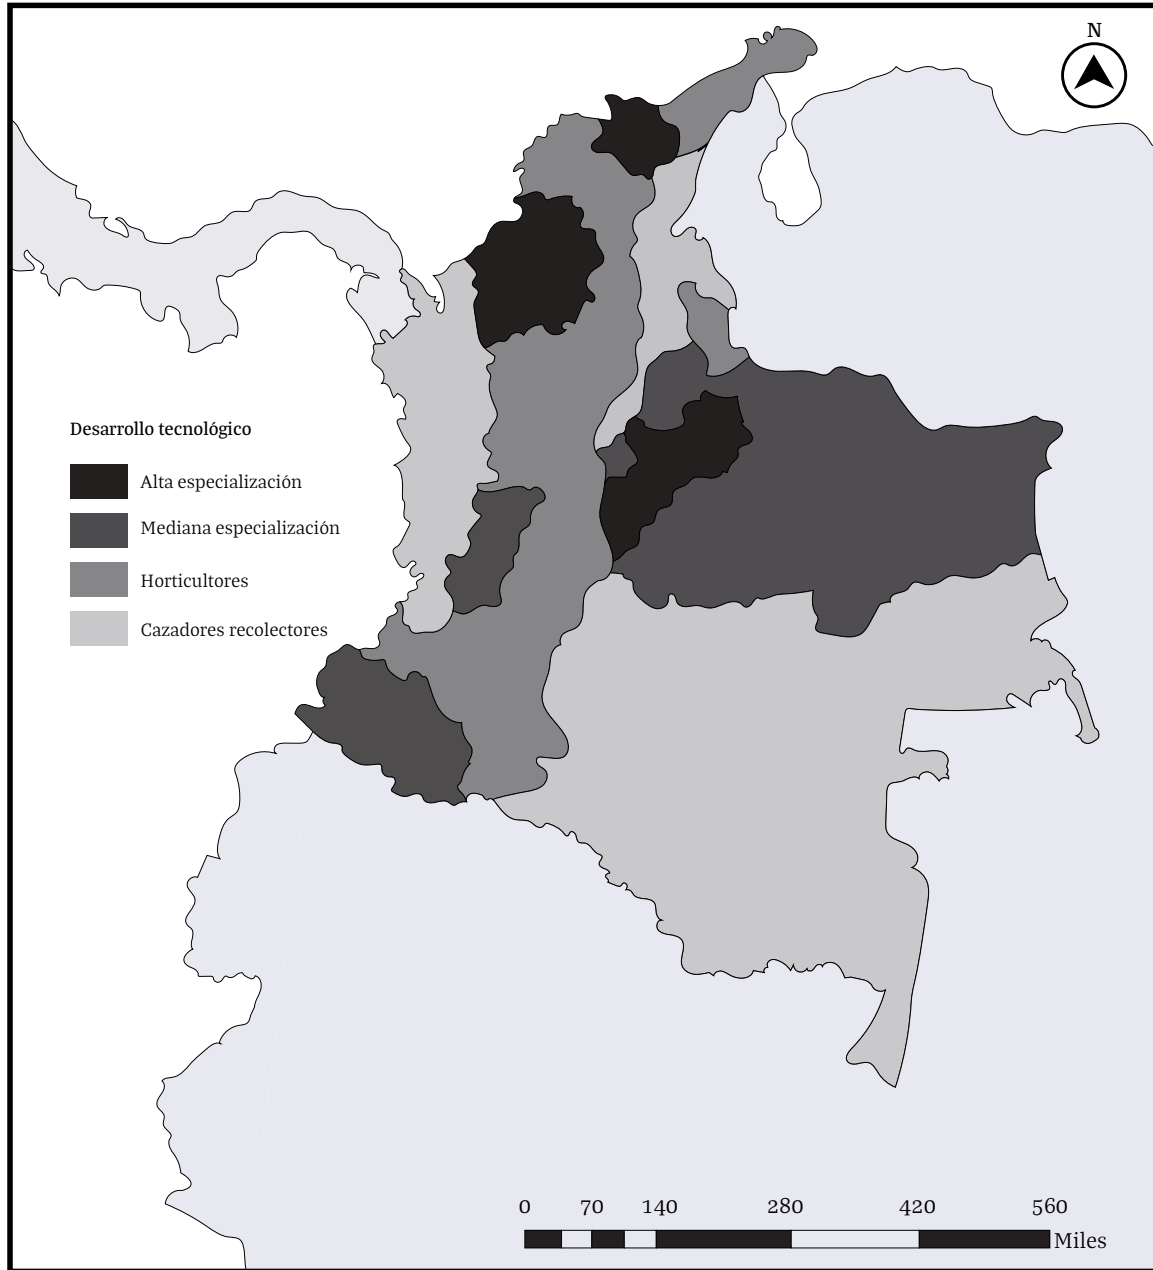 N
Desarrollo tecnológico
Alta especialización
Mediana especialización
Horticultores
Cazadores recolectores
0 70 140 280 420 560
Miles